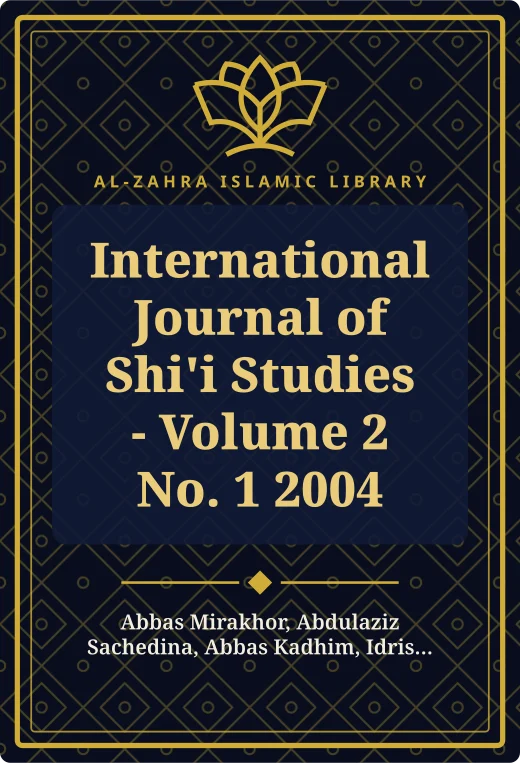 AL-ZAHRA ISLAMIC LIBRARY
International
Journal of
Shi'i Studies
- Volume 2
No. 1 2004
Abbas Mirakhor, Abdulaziz
Sachedina, Abbas Kadhim, Idris...